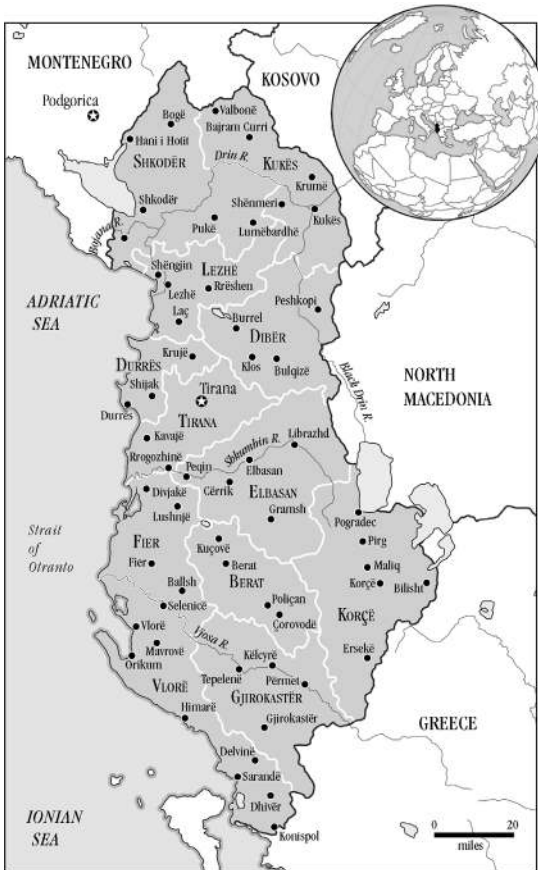 MONTENEGRO
KOSOVO
Podgorica
Bogë
Valbonë
Hani i Hotit
Bajram Curri
SHKODËR
Drin R.
KUKËS
Krumë
Shkodër
Shënmeri
Kukës
Pukë
Lumëbardhë
Bojana R.
Shëngjin
LEZHË
Lezhë
Rrëshen
ADRIATIC
SEA
Peshkopi
Laç
Burrel
DIBËR
Krujë
Klos
Bulqizë
DURRËS
Shijak
Tirana
Black Drin R.
NORTH
MACEDONIA
Durrës
TIRANA
Kavajë
Librazhd
Shkumbin R.
Rrogozhinë
Peqin
Elbasan
Cërrik
ELBASAN
Divjakë
Lushnjë
Gramsh
Pogradec
Strait
of
Otranto
FIER
Kuçovë
Pirg
Fier
Berat
Maliq
BERAT
Korçë
Bilisht
Ballsh
Selenicë
Poliçan
Çorovodë
KORÇË
Vlorë
Vjosa R.
Mavrovë
Orikum
Këlcyrë
Ersekë
Tepelenë
Përmet
VLORË
GJIROKASTËR
Himarë
Gjirokastër
GREECE
Delvinë
Sarandë
Dhivër
IONIAN
SEA
Konispol
0 20
miles